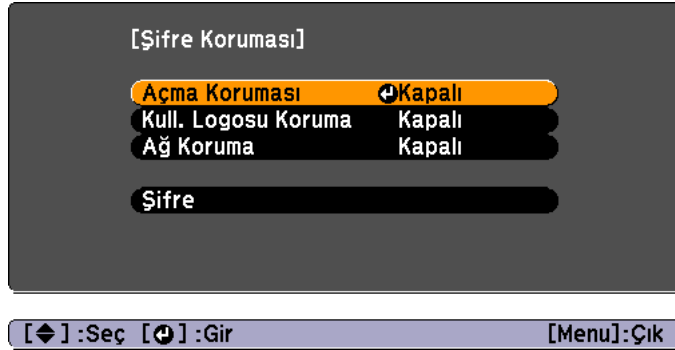 [Şifre Koruması]
Açma Koruması Kapalı
Kull. Logosu Koruma Kapalı
Ağ Koruma Kapalı
Şifre
[◆] :Seç [↵] :Gir [Menu]:Çık